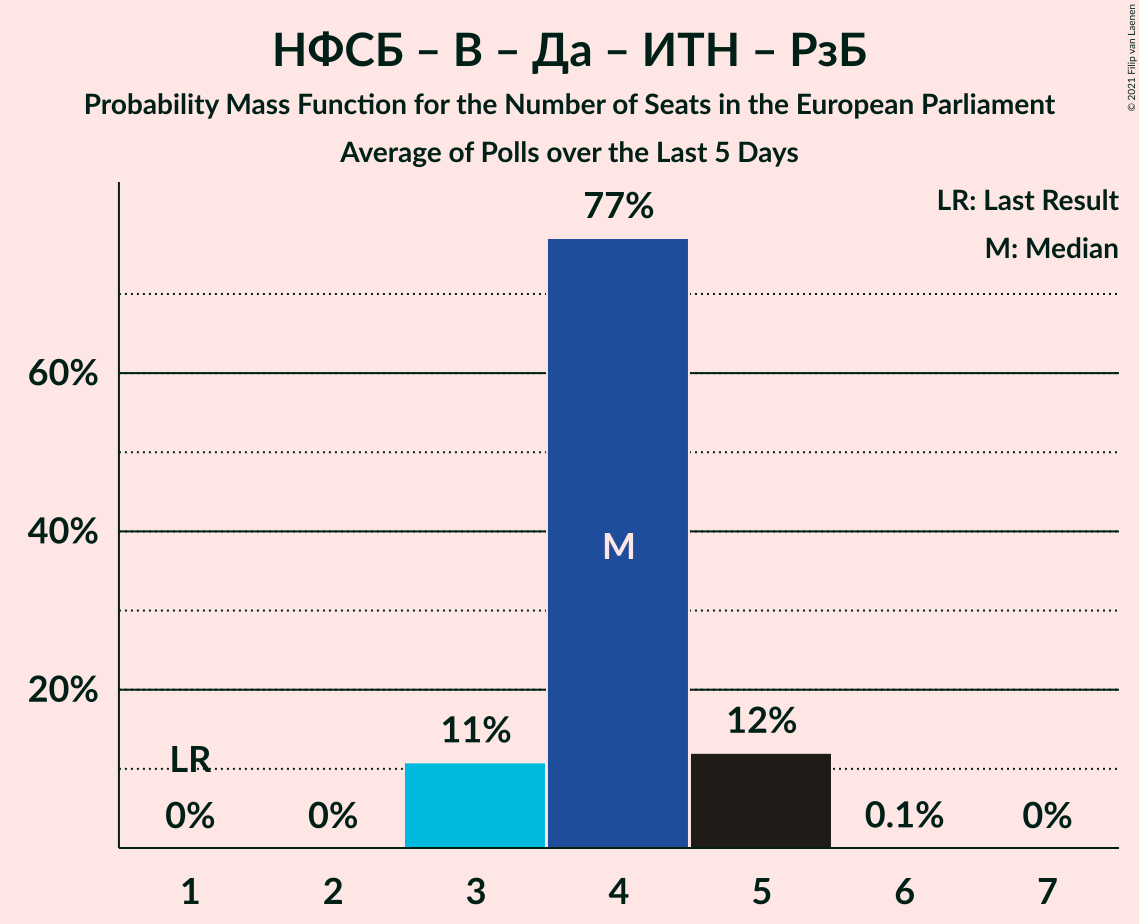 НФСБ – В – Да – ИТН – РзБ
Probability Mass Function for the Number of Seats in the European Parliament
Average of Polls over the Last 5 Days
© 2021 Filip van Laenen
LR: Last Result
M: Median
77%
60%
40%
20%
M
LR
11%
12%
0%
0%
0.1%
0%
1
2
3
4
5
6
7